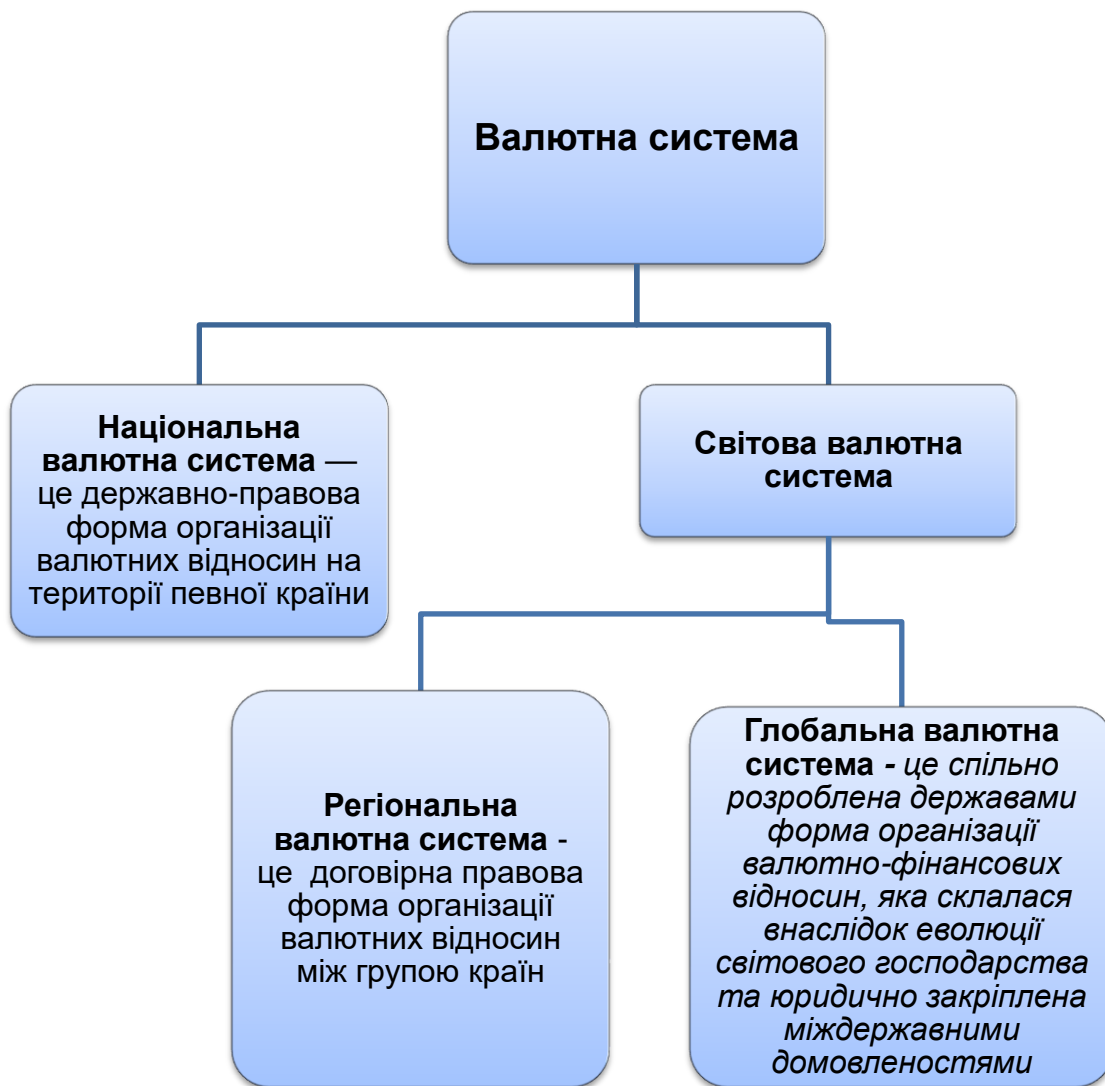 Валютна система
Національна
валютна система —
це державно-правова
форма організації
валютних відносин на
території певної країни
Світова валютна
система
Регіональна
валютна система -
це договірна правова
форма організації
валютних відносин
між групою країн
Глобальна валютна
система - це спільно
розроблена державами
форма організації
валютно-фінансових
відносин, яка склалася
внаслідок еволюції
світового господарства
та юридично закріплена
міждержавними
домовленостями